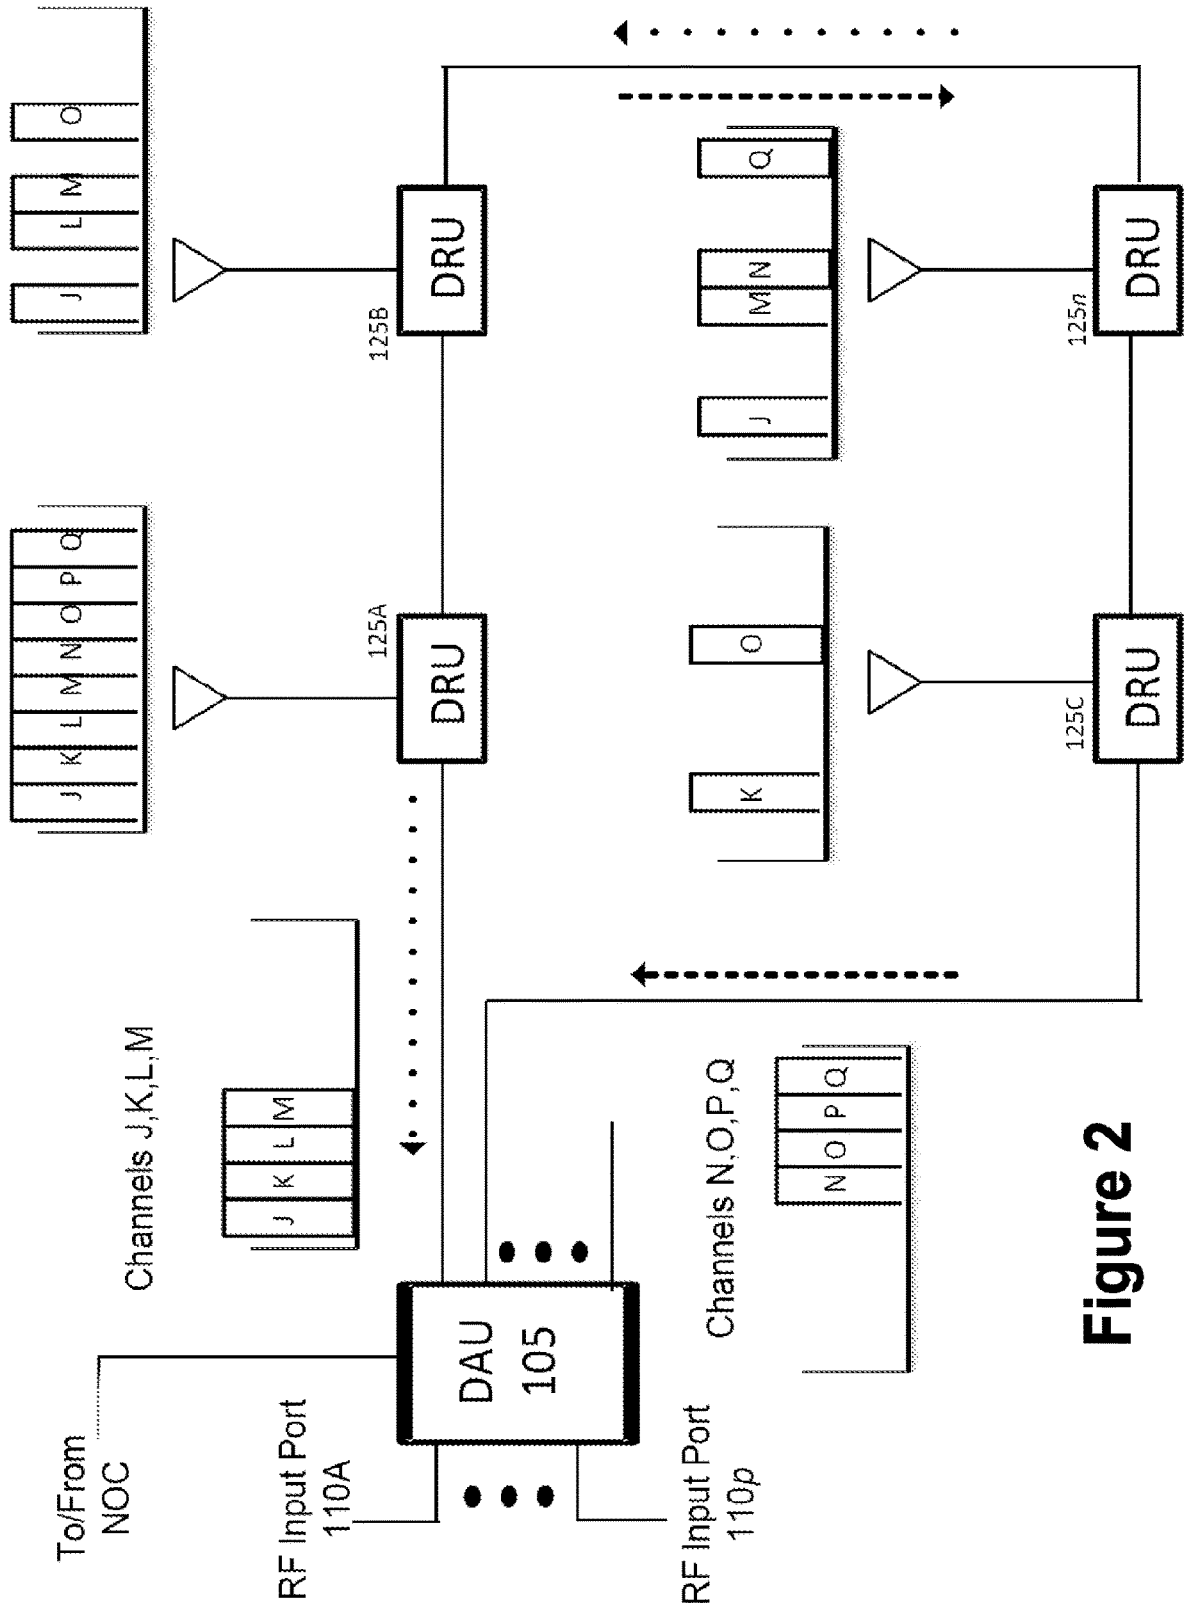 To/From
NOC
RF Input Port
110A
RF Input Port
110p
DAU
105
Channels J,K,L,M
J K L M
Channels N,O,P,Q
N O P Q
J K L M N O P Q
125A
DRU
J L M O
125B
DRU
K O
125C
DRU
J M N Q
125n
DRU
Figure 2